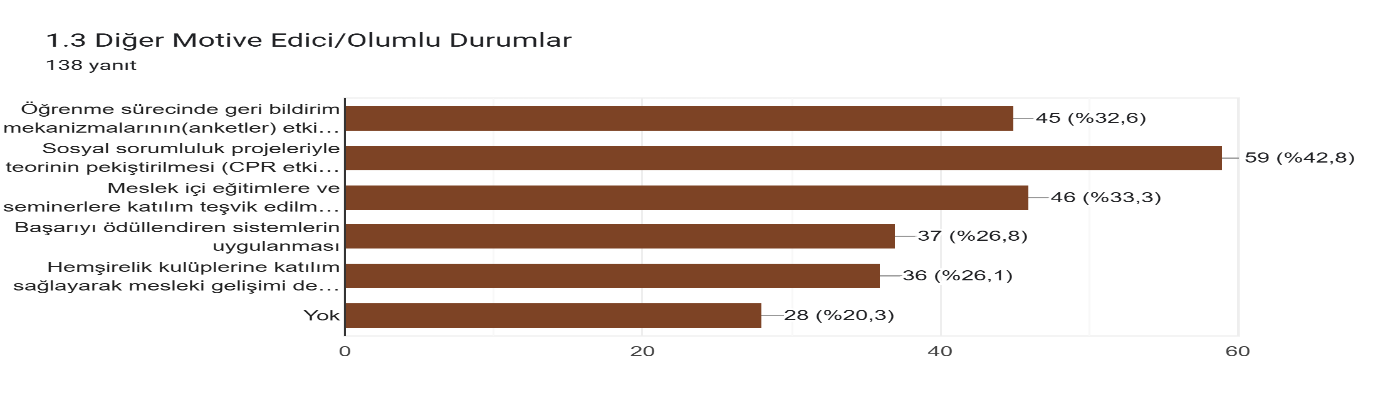 1.3 Diğer Motive Edici/Olumlu Durumlar
138 yanıt
Öğrenme sürecinde geri bildirim
mekanizmalarının(anketler) etki…
45 (%32,6)
Sosyal sorumluluk projeleriyle
teorinin pekiştirilmesi (CPR etki…
59 (%42,8)
Meslek içi eğitimlere ve
seminerlere katılım teşvik edilm…
46 (%33,3)
Başarıyı ödüllendiren sistemlerin
uygulanması
37 (%26,8)
Hemşirelik kulüplerine katılım
sağlayarak mesleki gelişimi de…
36 (%26,1)
Yok
28 (%20,3)
0 20 40 60